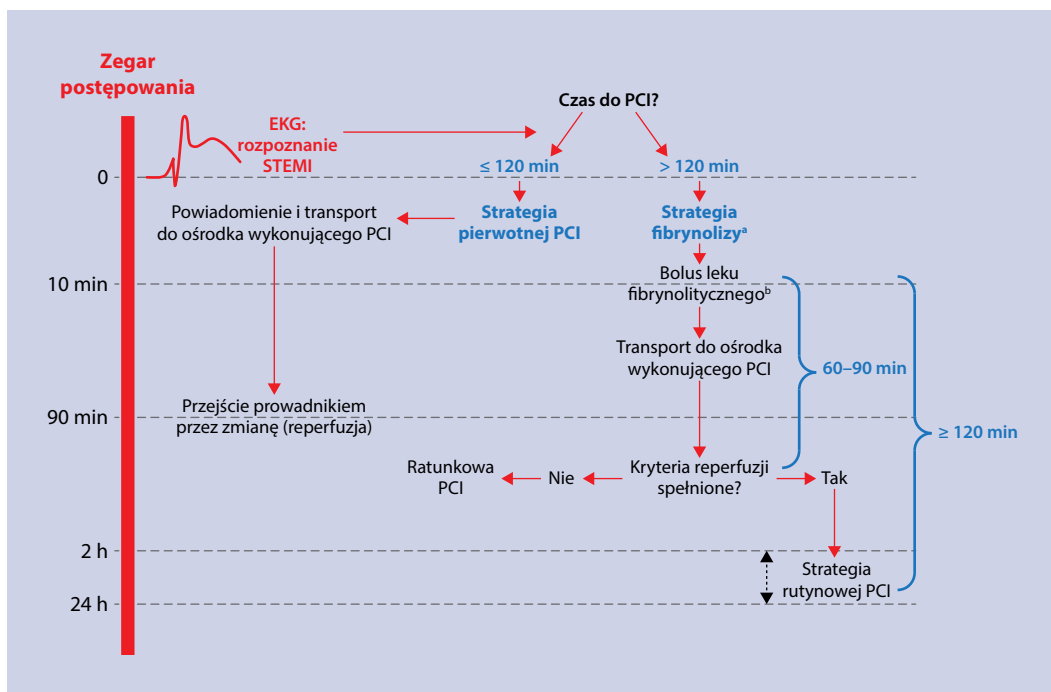 Zegar
postępowania
Czas do PCI?
EKG:
rozpoznanie
STEMI
≤ 120 min
> 120 min
0
Powiadomienie i transport
do ośrodka wykonującego PCI
Strategia
pierwotnej PCI
Strategia
fibrynolizyᵃ
10 min
Bolus leku
fibrynolitycznegoᵇ
Transport do ośrodka
wykonującego PCI
60–90 min
90 min
Przejście prowadnikiem
przez zmianę (reperfuzja)
≥ 120 min
Ratunkowa
PCI
Nie
Kryteria reperfuzji
spełnione?
Tak
2 h
Strategia
rutynowej PCI
24 h